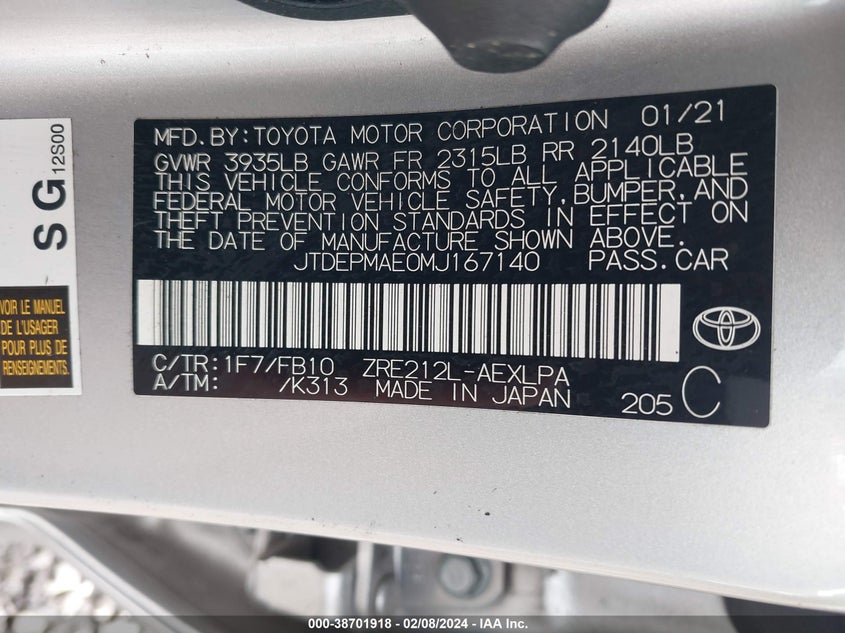 S G 12S00
VOIR LE MANUEL
DE L'USAGER
POUR PLUS DE
RENSEIGNEMENTS.
MFD.BY:TOYOTA MOTOR CORPORATION 01/21
GVWR 3935LB GAWR FR 2315LB RR 2140LB
THIS VEHICLE CONFORMS TO ALL APPLICABLE
FEDERAL MOTOR VEHICLE SAFETY,BUMPER,AND
THEFT PREVENTION STANDARDS IN EFFECT ON
THE DATE OF MANUFACTURE SHOWN ABOVE.
JTDEPMAE0MJ167140 PASS.CAR
C/TR:1F7/FB10 ZRE212L-AEXLPA
A/TM: /K313 MADE IN JAPAN 205 C
000-38701918 - 02/08/2024 - IAA Inc.